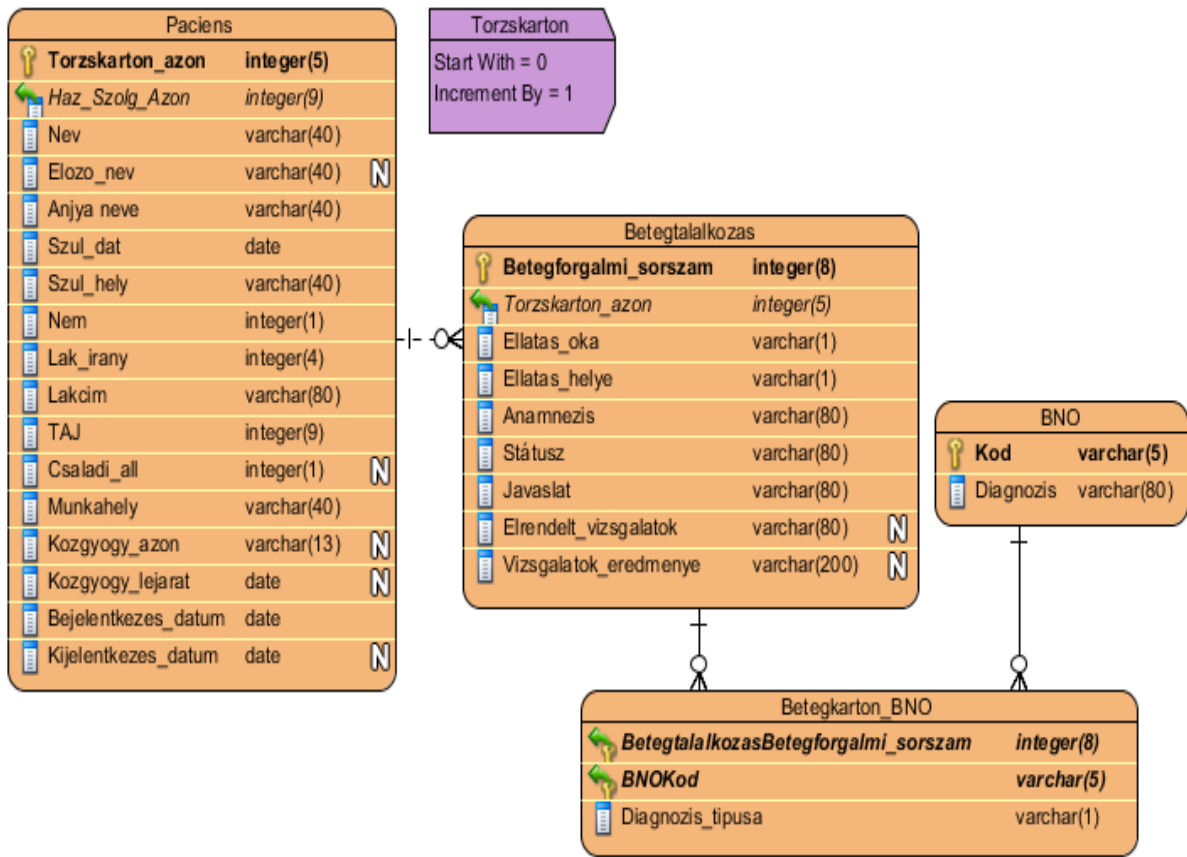 Paciens
Torzskarton_azon integer(5)
Haz_Szolg_Azon integer(9)
Nev varchar(40)
Elozo_nev varchar(40) N
Anjya neve varchar(40)
Szul_dat date
Szul_hely varchar(40)
Nem integer(1)
Lak_irany integer(4)
Lakcim varchar(80)
TAJ integer(9)
Csaladi_all integer(1) N
Munkahely varchar(40)
Kozgyogy_azon varchar(13) N
Kozgyogy_lejarat date N
Bejelentkezes_datum date
Kijelentkezes_datum date N
Torzskarton
Start With = 0
Increment By = 1
Betegtalalkozas
Betegforgalmi_sorszam integer(8)
Torzskarton_azon integer(5)
Ellatas_oka varchar(1)
Ellatas_helye varchar(1)
Anamnezis varchar(80)
Státusz varchar(80)
Javaslat varchar(80)
Elrendelt_vizsgalatok varchar(80) N
Vizsgalatok_eredmenye varchar(200) N
BNO
Kod varchar(5)
Diagnozis varchar(80)
Betegkarton_BNO
BetegtalalkozasBetegforgalmi_sorszam integer(8)
BNOKod varchar(5)
Diagnozis_tipusa varchar(1)